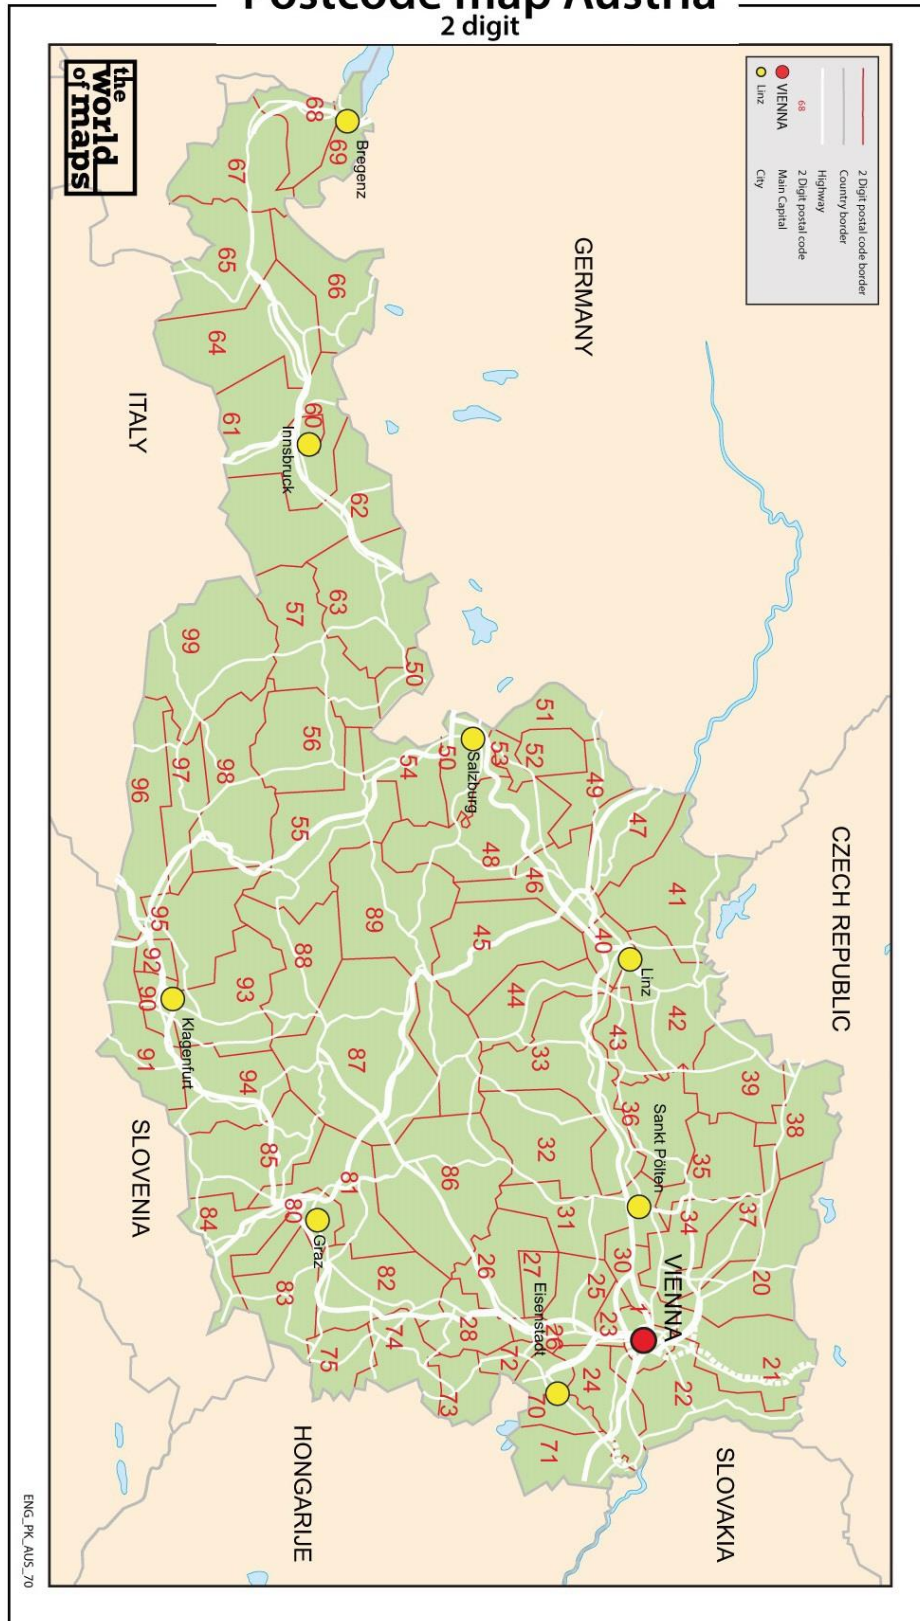 Postcode map Austria
2 digit
the
world
of maps
2 Digit postal code border
Country border
Highway
68
2 Digit postal code
VIENNA
Main Capital
Linz
City
GERMANY
CZECH REPUBLIC
SLOVAKIA
HONGARIJE
SLOVENIA
ITALY
Bregenz
Innsbruck
Salzburg
Linz
Sankt Pölten
VIENNA
Eisenstadt
Graz
Klagenfurt
68
69
67
65
66
64
61
60
62
63
57
50
99
51
52
53
50
54
56
98
97
96
55
49
47
48
46
41
40
45
89
88
95
92
90
93
91
94
44
42
43
33
87
39
38
36
35
37
34
32
31
86
85
81
80
84
83
82
30
20
1
27
25
23
26
26
28
21
22
24
70
71
72
73
74
75
ENG_PK_AUS_70